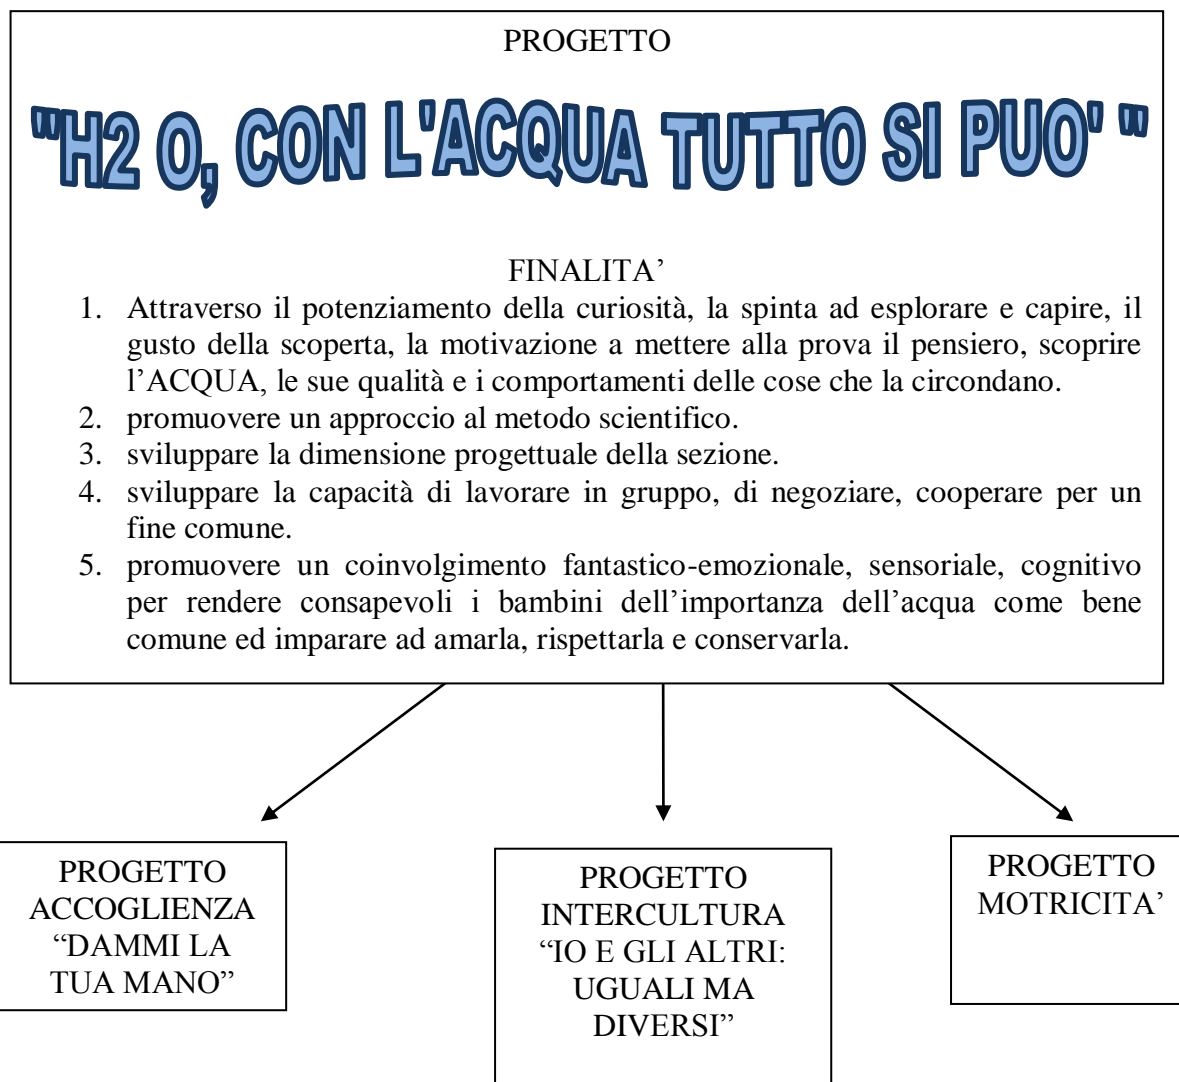 PROGETTO
"H2 O, CON L'ACQUA TUTTO SI PUO' "
FINALITA’
1. Attraverso il potenziamento della curiosità, la spinta ad esplorare e capire, il
gusto della scoperta, la motivazione a mettere alla prova il pensiero, scoprire
l’ACQUA, le sue qualità e i comportamenti delle cose che la circondano.
2. promuovere un approccio al metodo scientifico.
3. sviluppare la dimensione progettuale della sezione.
4. sviluppare la capacità di lavorare in gruppo, di negoziare, cooperare per un
fine comune.
5. promuovere un coinvolgimento fantastico-emozionale, sensoriale, cognitivo
per rendere consapevoli i bambini dell’importanza dell’acqua come bene
comune ed imparare ad amarla, rispettarla e conservarla.
PROGETTO
ACCOGLIENZA
“DAMMI LA
TUA MANO”
PROGETTO
INTERCULTURA
“IO E GLI ALTRI:
UGUALI MA
DIVERSI”
PROGETTO
MOTRICITA’